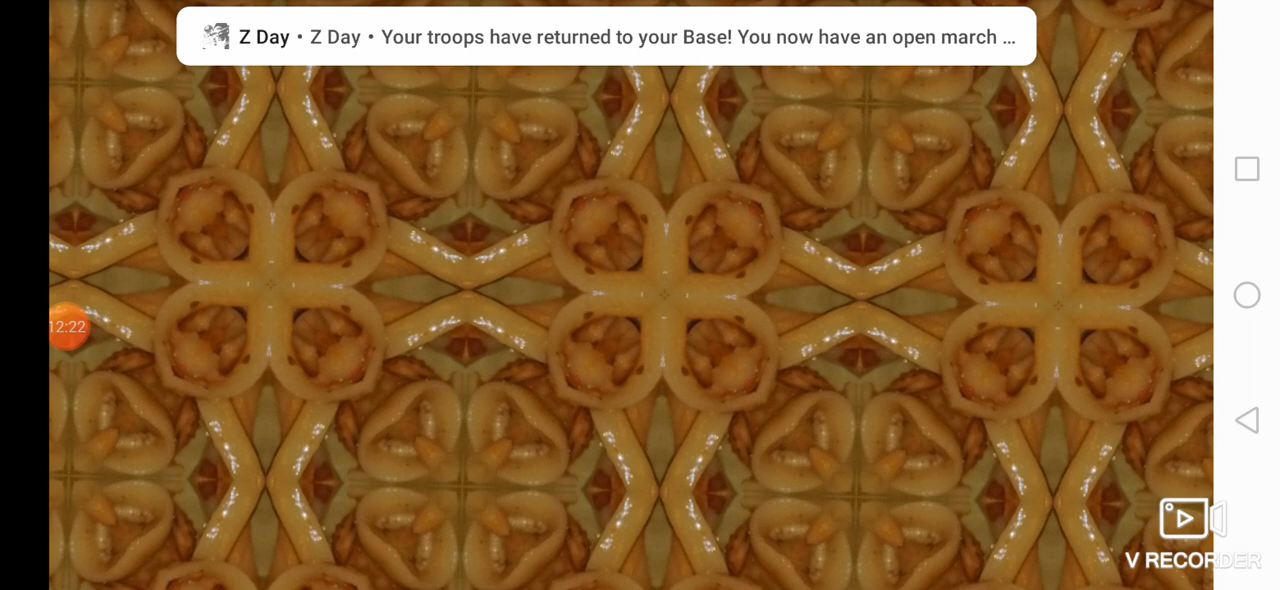 Z Day • Z Day • Your troops have returned to your Base! You now have an open march ...
12:22
V RECORDER